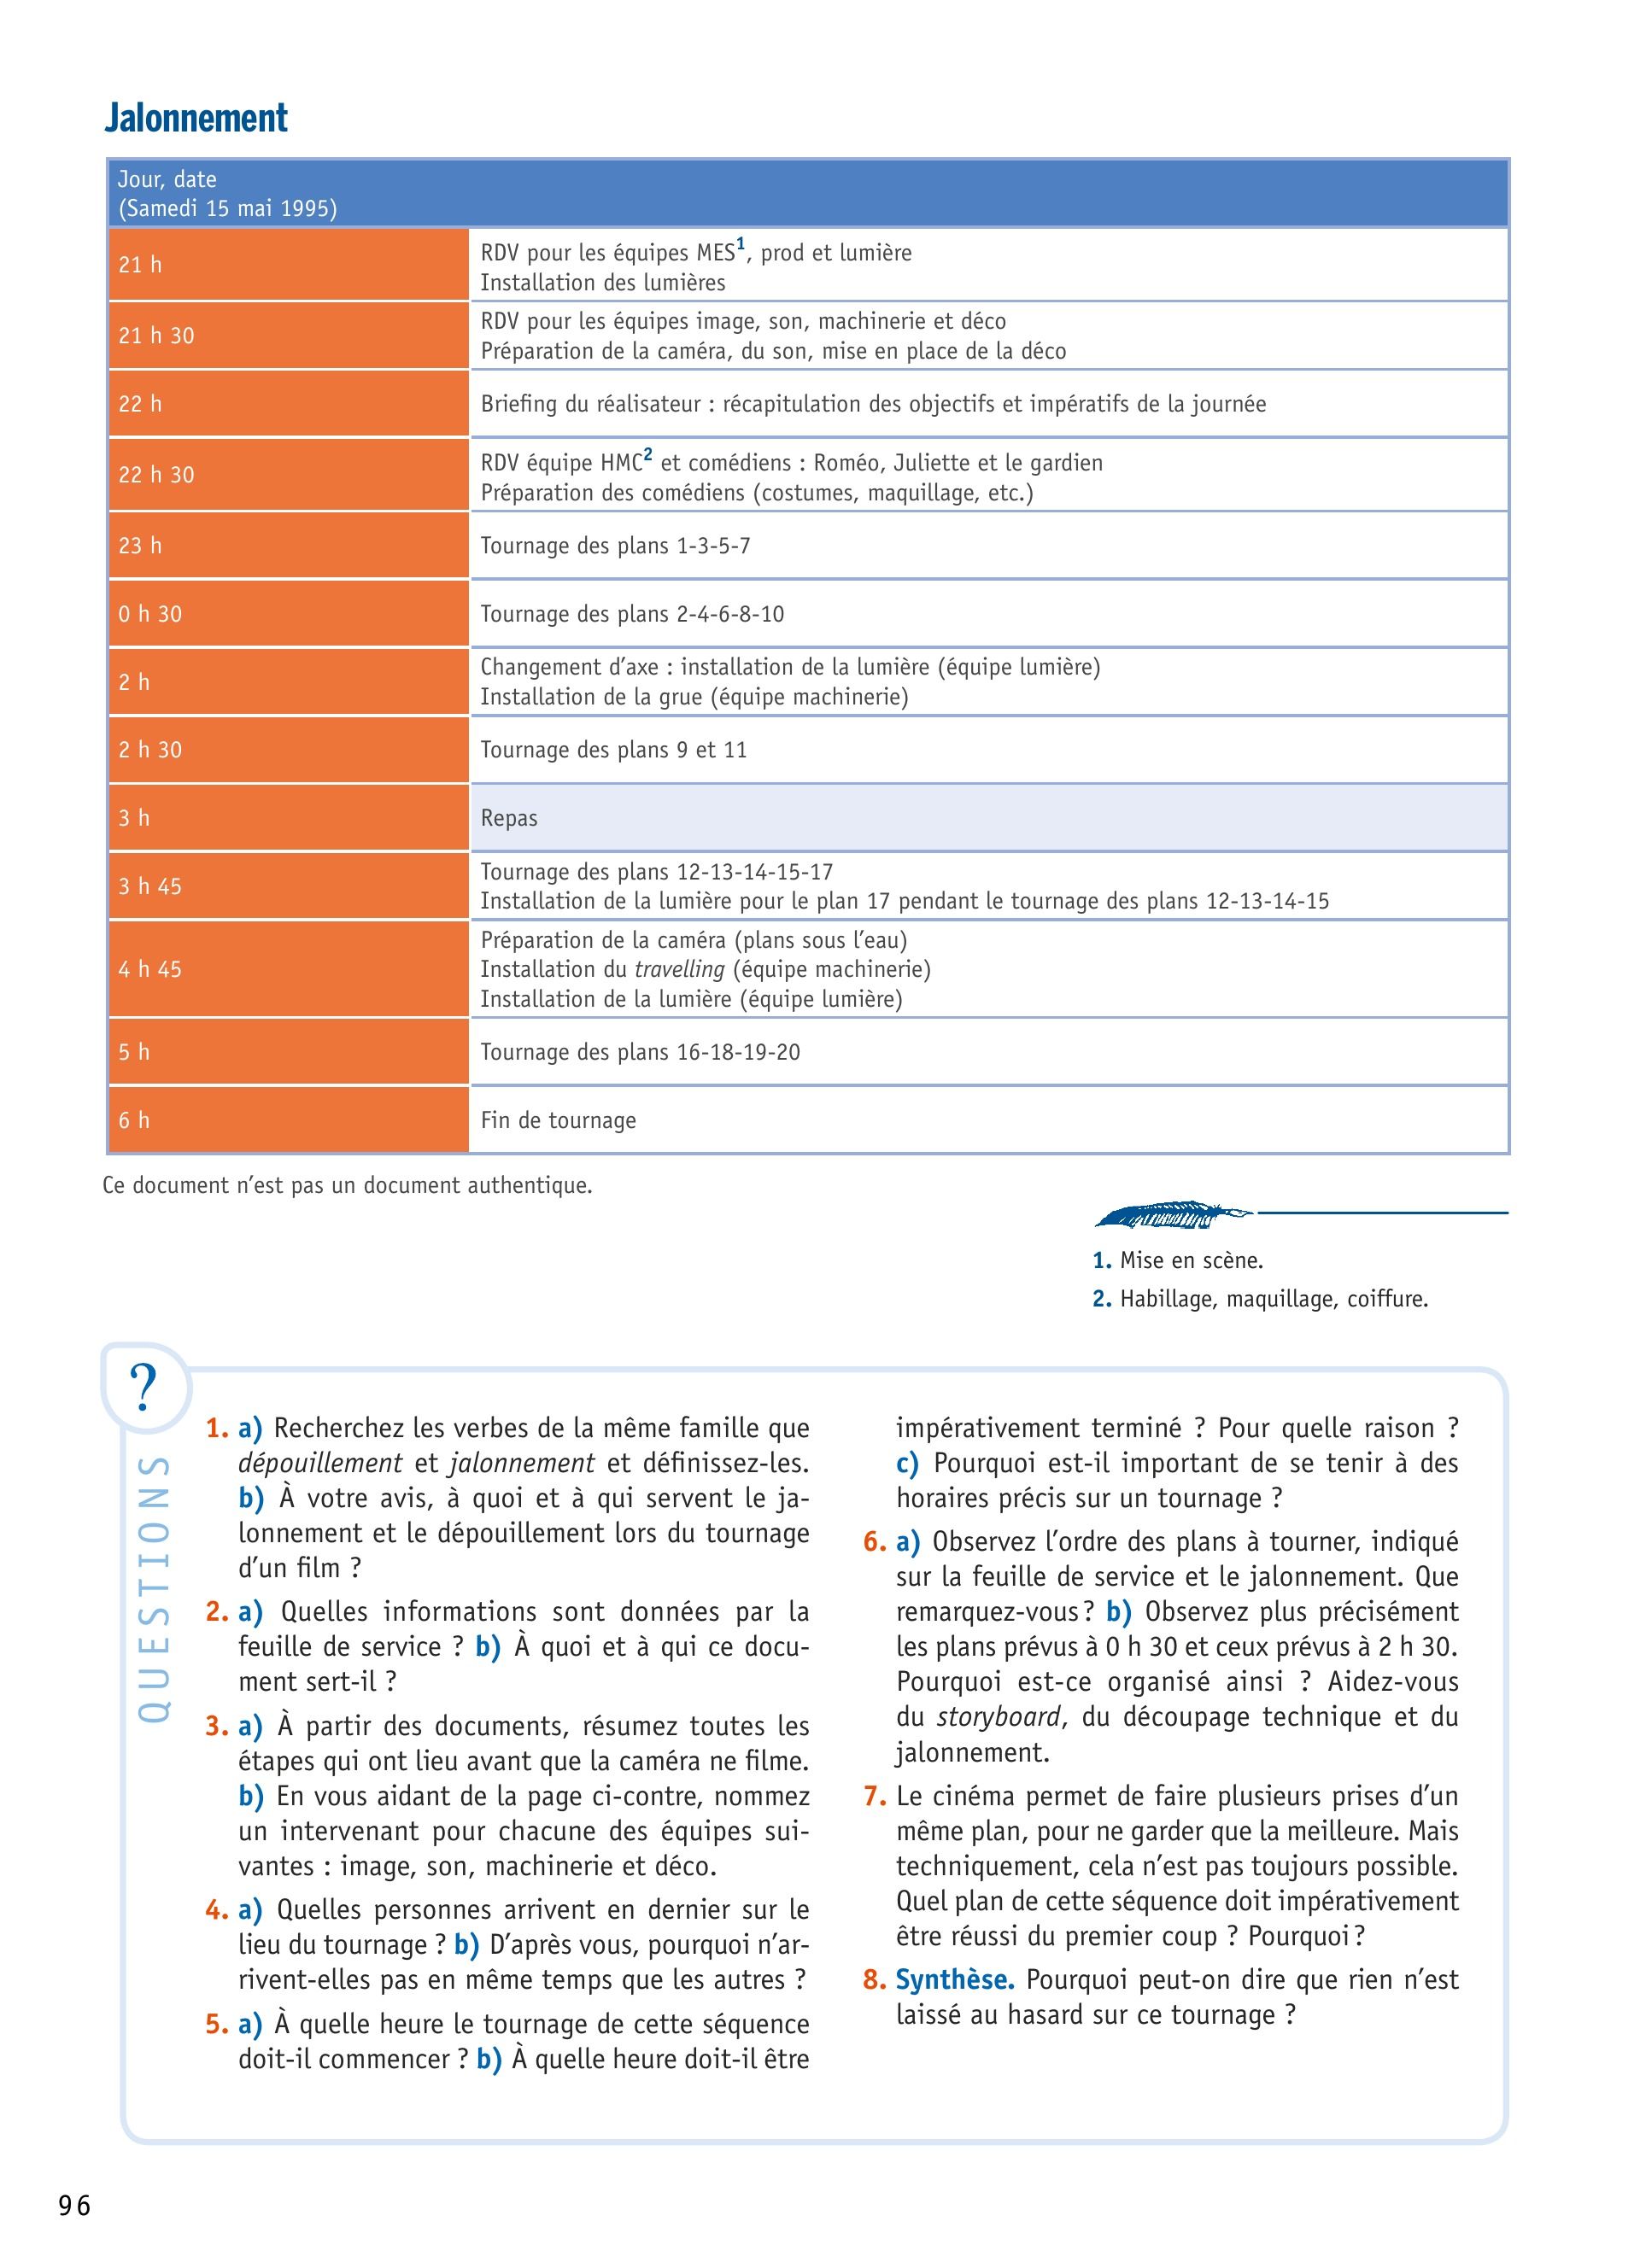 Jalonnement
Jour, date
(Samedi 15 mai 1995)
21 h
RDV pour les équipes MES1, prod et lumière
Installation des lumières
21 h 30
RDV pour les équipes image, son, machinerie et déco
Préparation de la caméra, du son, mise en place de la déco
22 h
Briefing du réalisateur : récapitulation des objectifs et impératifs de la journée
22 h 30
RDV équipe HMC2 et comédiens : Roméo, Juliette et le gardien
Préparation des comédiens (costumes, maquillage, etc.)
23 h
Tournage des plans 1-3-5-7
0 h 30
Tournage des plans 2-4-6-8-10
2 h
Changement d’axe : installation de la lumière (équipe lumière)
Installation de la grue (équipe machinerie)
2 h 30
Tournage des plans 9 et 11
3 h
Repas
3 h 45
Tournage des plans 12-13-14-15-17
Installation de la lumière pour le plan 17 pendant le tournage des plans 12-13-14-15
4 h 45
Préparation de la caméra (plans sous l’eau)
Installation du travelling (équipe machinerie)
Installation de la lumière (équipe lumière)
5 h
Tournage des plans 16-18-19-20
6 h
Fin de tournage
Ce document n’est pas un document authentique.
1. Mise en scène.
2. Habillage, maquillage, coiffure.
?
QUESTIONS
1. a) Recherchez les verbes de la même famille que
dépouillement et jalonnement et définissez-les.
b) À votre avis, à quoi et à qui servent le ja-
lonnement et le dépouillement lors du tournage
d’un film ?
2. a) Quelles informations sont données par la
feuille de service ? b) À quoi et à qui ce docu-
ment sert-il ?
3. a) À partir des documents, résumez toutes les
étapes qui ont lieu avant que la caméra ne filme.
b) En vous aidant de la page ci-contre, nommez
un intervenant pour chacune des équipes sui-
vantes : image, son, machinerie et déco.
4. a) Quelles personnes arrivent en dernier sur le
lieu du tournage ? b) D’après vous, pourquoi n’ar-
rivent-elles pas en même temps que les autres ?
5. a) À quelle heure le tournage de cette séquence
doit-il commencer ? b) À quelle heure doit-il être
impérativement terminé ? Pour quelle raison ?
c) Pourquoi est-il important de se tenir à des
horaires précis sur un tournage ?
6. a) Observez l’ordre des plans à tourner, indiqué
sur la feuille de service et le jalonnement. Que
remarquez-vous ? b) Observez plus précisément
les plans prévus à 0 h 30 et ceux prévus à 2 h 30.
Pourquoi est-ce organisé ainsi ? Aidez-vous
du storyboard, du découpage technique et du
jalonnement.
7. Le cinéma permet de faire plusieurs prises d’un
même plan, pour ne garder que la meilleure. Mais
techniquement, cela n’est pas toujours possible.
Quel plan de cette séquence doit impérativement
être réussi du premier coup ? Pourquoi ?
8. Synthèse. Pourquoi peut-on dire que rien n’est
laissé au hasard sur ce tournage ?
96